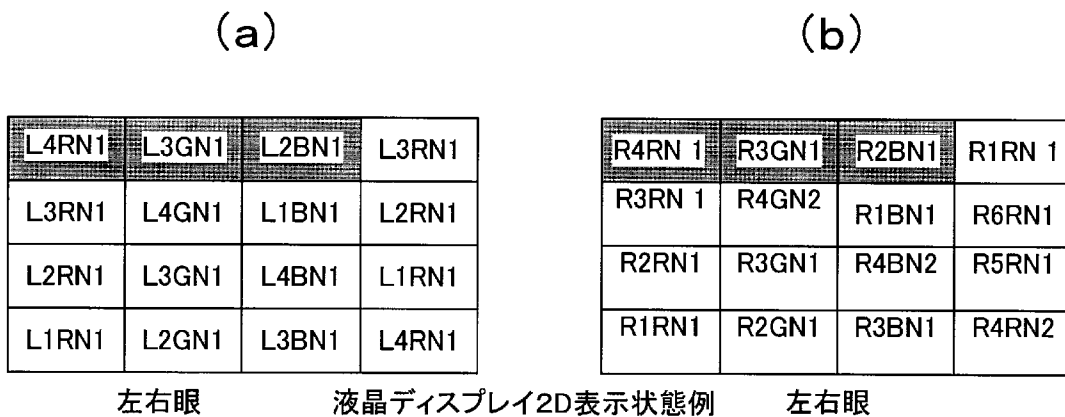 (a) (b)
L4RN1 L3GN1 L2BN1 L3RN1
L3RN1 L4GN1 L1BN1 L2RN1
L2RN1 L3GN1 L4BN1 L1RN1
L1RN1 L2GN1 L3BN1 L4RN1
R4RN 1 R3GN1 R2BN1 R1RN 1
R3RN 1 R4GN2 R1BN1 R6RN1
R2RN1 R3GN1 R4BN2 R5RN1
R1RN1 R2GN1 R3BN1 R4RN2
左右眼 液晶ディスプレイ2D表示状態例 左右眼